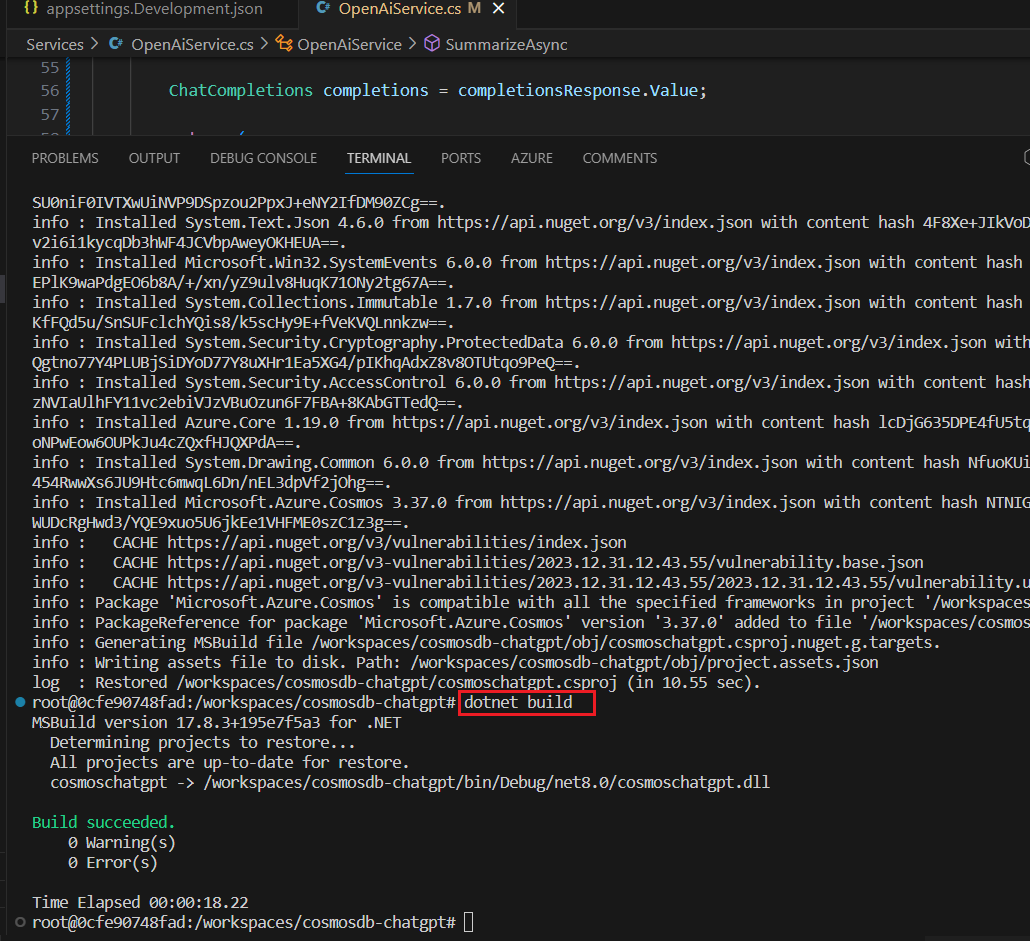 {} appsettings.Development.json C# OpenAiService.cs M
Services > C# OpenAiService.cs > OpenAiService > SummarizeAsync
55
56 ChatCompletions completions = completionsResponse.Value;
57
PROBLEMS OUTPUT DEBUG CONSOLE TERMINAL PORTS AZURE COMMENTS
SU0niF0IVTXwUiNVP9DSpzou2PpxJ+eNY2IfDM90ZCg==.
info : Installed System.Text.Json 4.6.0 from https://api.nuget.org/v3/index.json with content hash 4F8Xe+JIkVoD
v2i6i1kycqDb3hWF4JCVbpAweyOKHEUA==.
info : Installed Microsoft.Win32.SystemEvents 6.0.0 from https://api.nuget.org/v3/index.json with content hash
EPlK9waPdgEO6b8A/+/xn/yZ9ulv8HuqK71ONy2tg67A==.
info : Installed System.Collections.Immutable 1.7.0 from https://api.nuget.org/v3/index.json with content hash
KfFQd5u/SnSUFclchYQis8/k5scHy9E+fVeKVQLnnkzw==.
info : Installed System.Security.Cryptography.ProtectedData 6.0.0 from https://api.nuget.org/v3/index.json with
Qgtno77Y4PLUBjSiDYoD77Y8uXHr1Ea5XG4/pIKhqAdxZ8v8OTUtqo9PeQ==.
info : Installed System.Security.AccessControl 6.0.0 from https://api.nuget.org/v3/index.json with content hash
zNVIaUlhFY11vc2ebiVJzVBuOzun6F7FBA+8KAbGTTedQ==.
info : Installed Azure.Core 1.19.0 from https://api.nuget.org/v3/index.json with content hash lcDjG635DPE4fU5tq
oNPwEow6OUPkJu4cZQxfHJQXPdA==.
info : Installed System.Drawing.Common 6.0.0 from https://api.nuget.org/v3/index.json with content hash NfuoKUi
454RwwXs6JU9Htc6mwqL6Dn/nEL3dpVf2jOhg==.
info : Installed Microsoft.Azure.Cosmos 3.37.0 from https://api.nuget.org/v3/index.json with content hash NTNIG
WUDcRgHwd3/YQE9xuo5U6jkEe1VHFME0szC1z3g==.
info :   CACHE https://api.nuget.org/v3/vulnerabilities/index.json
info :   CACHE https://api.nuget.org/v3-vulnerabilities/2023.12.31.12.43.55/vulnerability.base.json
info :   CACHE https://api.nuget.org/v3-vulnerabilities/2023.12.31.12.43.55/2023.12.31.12.43.55/vulnerability.u
info : Package 'Microsoft.Azure.Cosmos' is compatible with all the specified frameworks in project '/workspaces
info : PackageReference for package 'Microsoft.Azure.Cosmos' version '3.37.0' added to file '/workspaces/cosmos
info : Generating MSBuild file /workspaces/cosmosdb-chatgpt/obj/cosmoschatgpt.csproj.nuget.g.targets.
info : Writing assets file to disk. Path: /workspaces/cosmosdb-chatgpt/obj/project.assets.json
log  : Restored /workspaces/cosmosdb-chatgpt/cosmoschatgpt.csproj (in 10.55 sec).
root@0cfe90748fad:/workspaces/cosmosdb-chatgpt# dotnet build
MSBuild version 17.8.3+195e7f5a3 for .NET
  Determining projects to restore...
  All projects are up-to-date for restore.
  cosmoschatgpt -> /workspaces/cosmosdb-chatgpt/bin/Debug/net8.0/cosmoschatgpt.dll
Build succeeded.
    0 Warning(s)
    0 Error(s)
Time Elapsed 00:00:18.22
root@0cfe90748fad:/workspaces/cosmosdb-chatgpt#